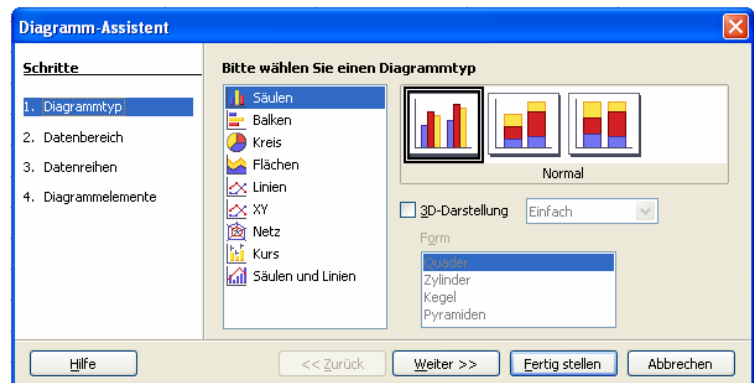 Diagramm-Assistent
Schritte
1. Diagrammtyp
2. Datenbereich
3. Datenreihen
4. Diagrammelemente
Bitte wählen Sie einen Diagrammtyp
Säulen
Balken
Kreis
Flächen
Linien
XY
Netz
Kurs
Säulen und Linien
Normal
3D-Darstellung Einfach
Form
Quader
Zylinder
Kegel
Pyramiden
Hilfe << Zurück Weiter >> Fertig stellen Abbrechen